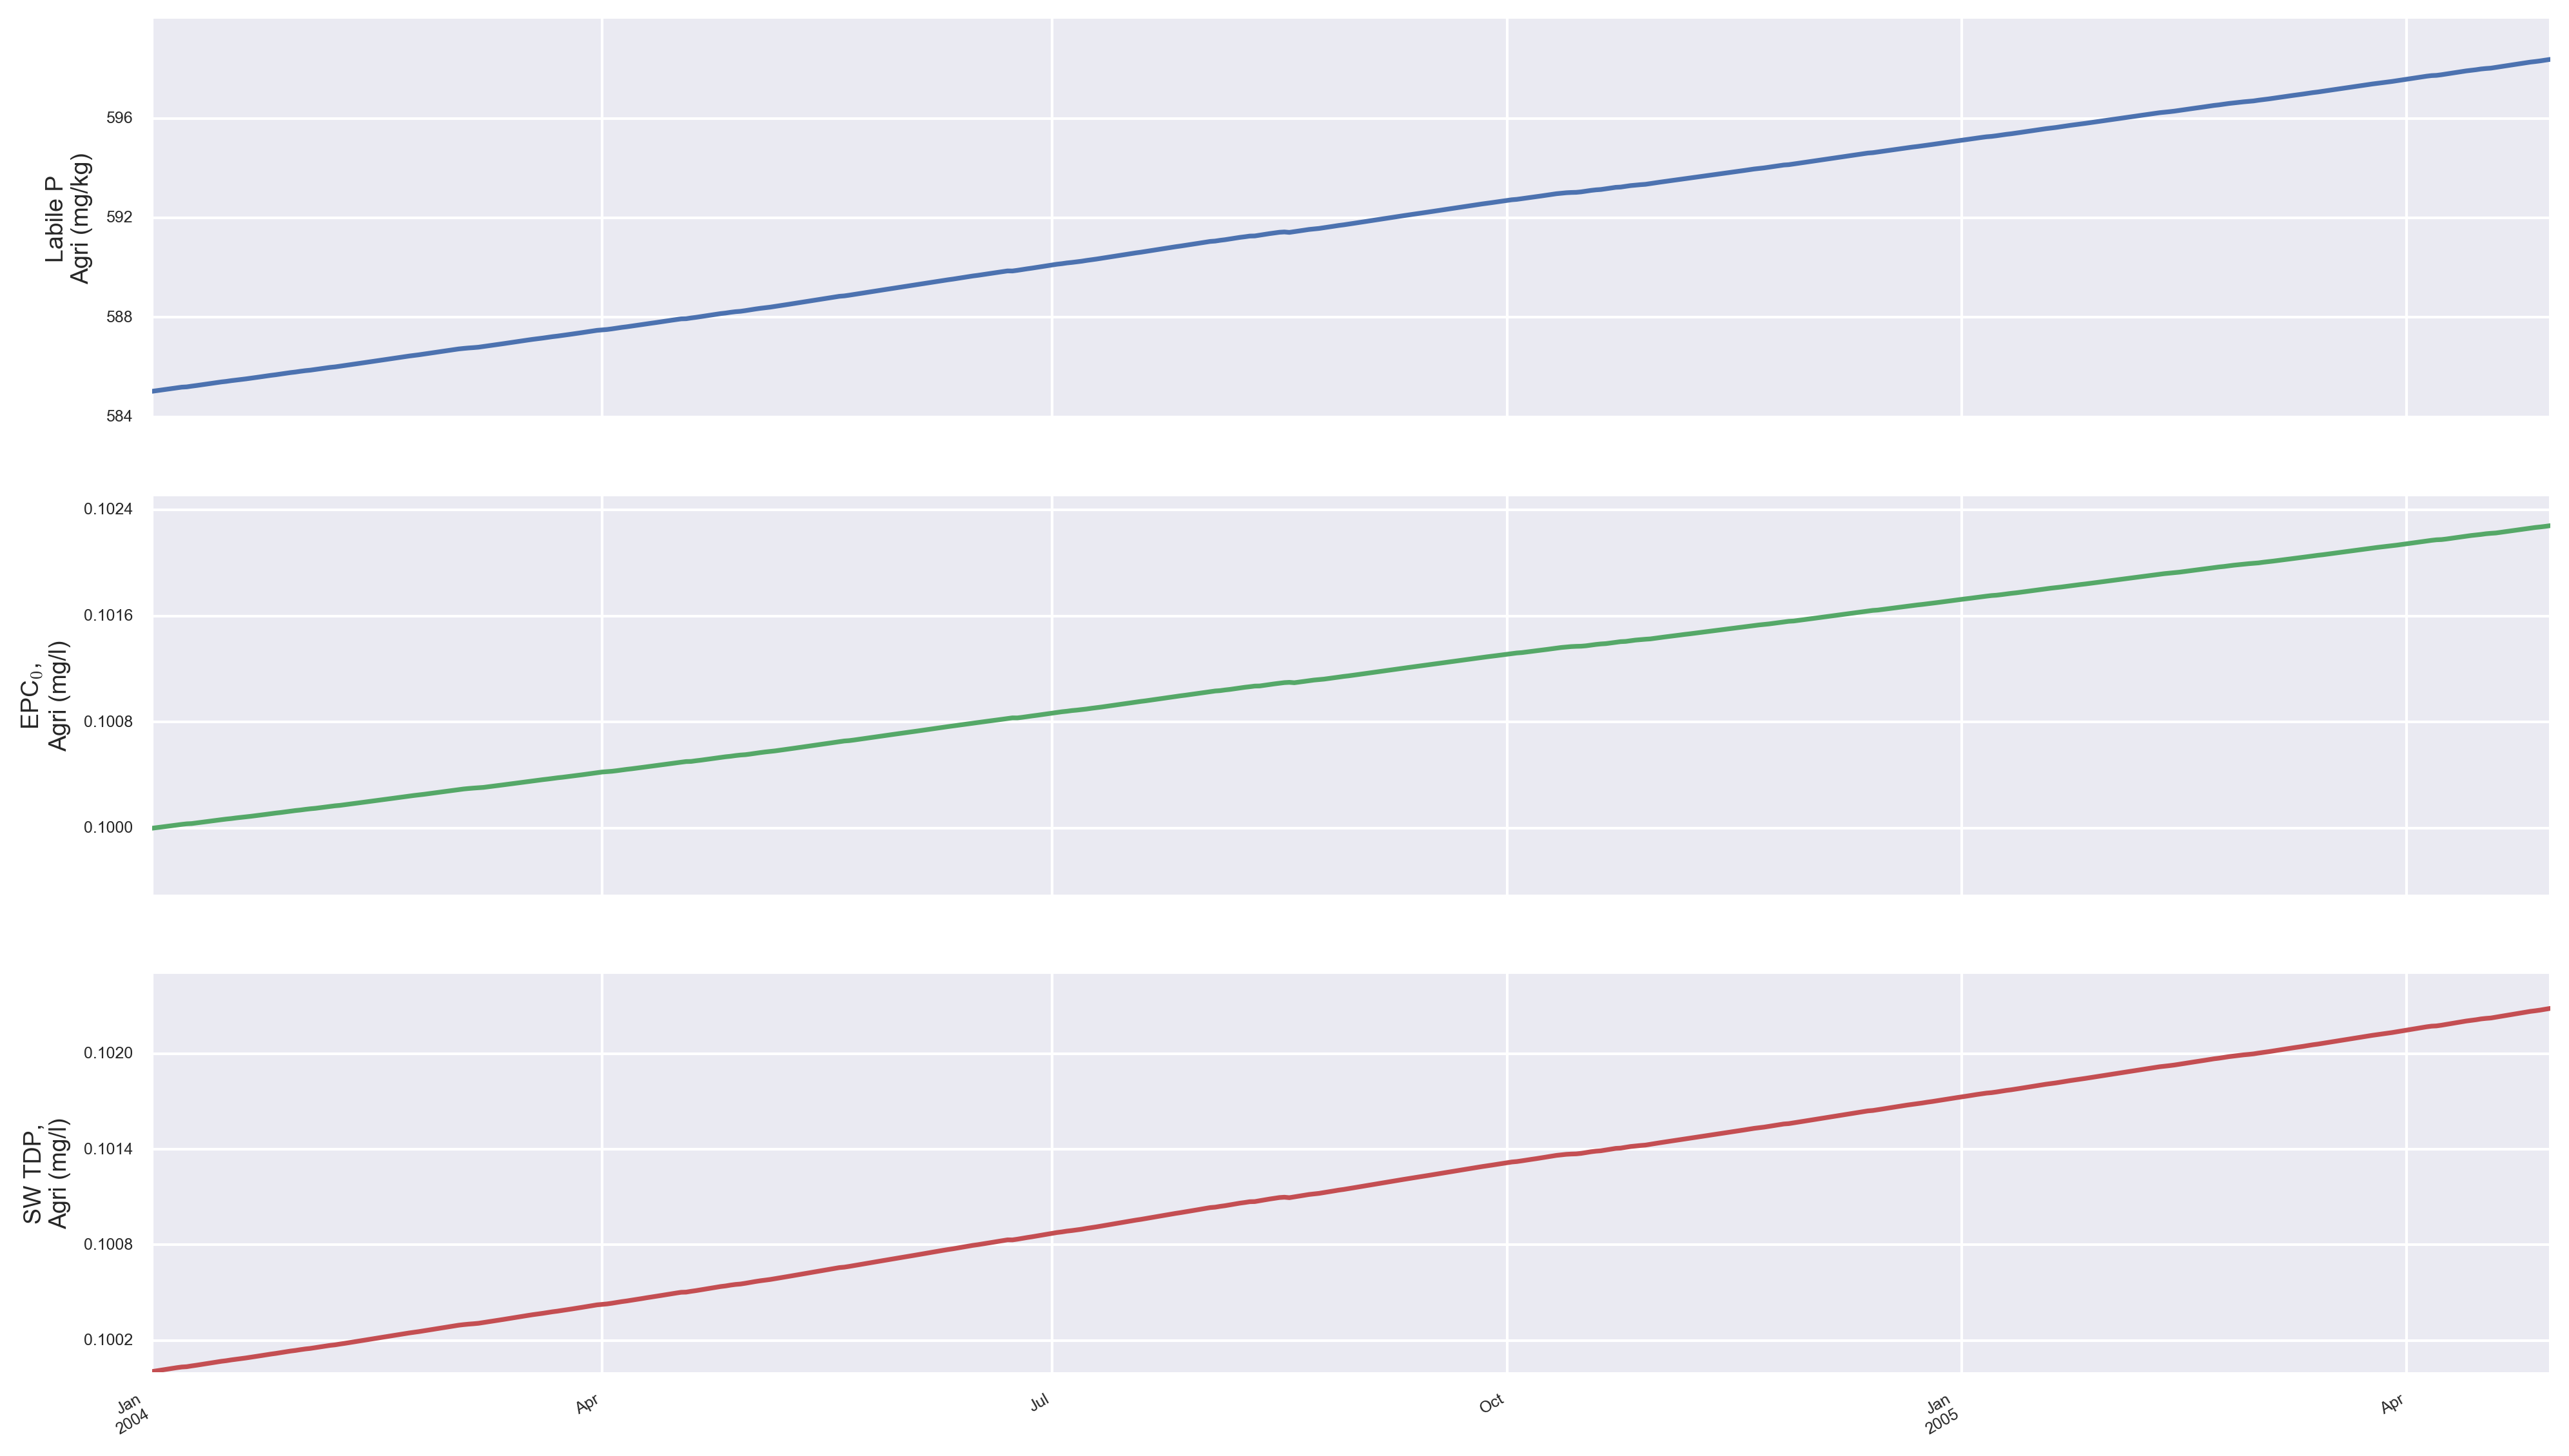 Labile P
Agri (mg/kg)
596
592
588
584
EPC₀,
Agri (mg/l)
0.1024
0.1016
0.1008
0.1000
SW TDP,
Agri (mg/l)
0.1020
0.1014
0.1008
0.1002
Jan
2004
Apr
Jul
Oct
Jan
2005
Apr